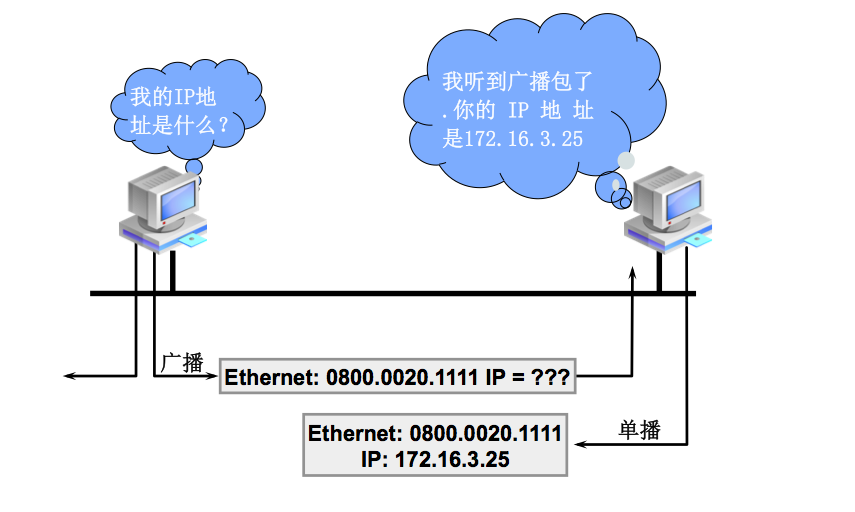 我的IP地
址是什么?
我听到广播包了
.你的 IP 地 址
是172.16.3.25
广播
Ethernet: 0800.0020.1111 IP = ???
Ethernet: 0800.0020.1111
IP: 172.16.3.25
单播